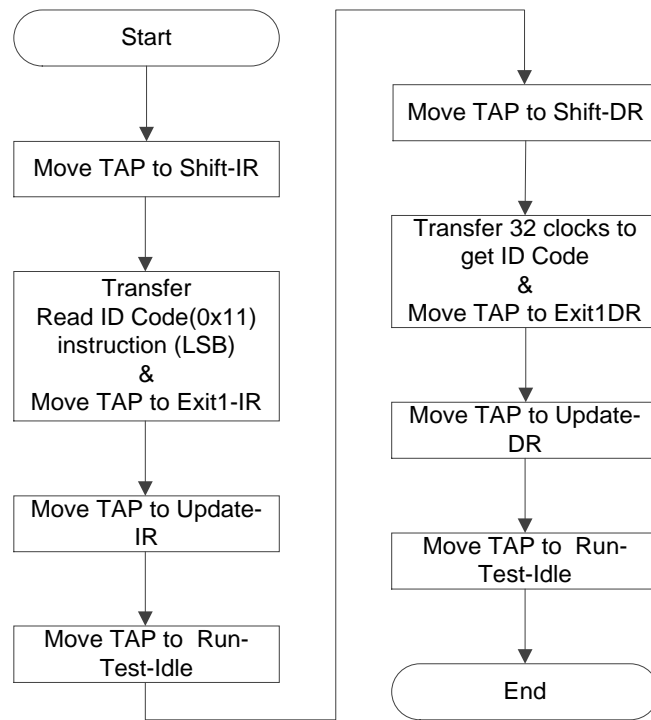 Start
Move TAP to Shift-IR
Transfer
Read ID Code(0x11)
instruction (LSB)
&
Move TAP to Exit1-IR
Move TAP to Update-
IR
Move TAP to  Run-
Test-Idle
Move TAP to Shift-DR
Transfer 32 clocks to
get ID Code
&
Move TAP to Exit1DR
Move TAP to Update-
DR
Move TAP to  Run-
Test-Idle
End